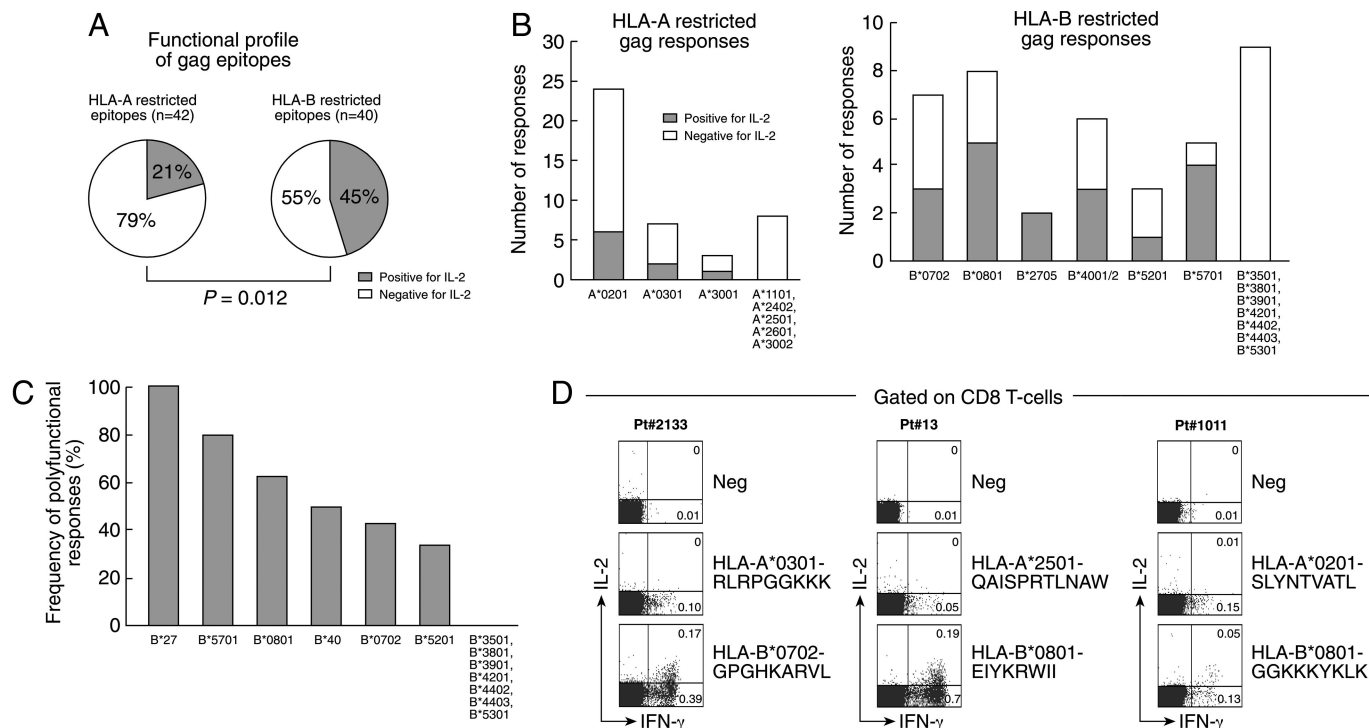 A
Functional profile
of gag epitopes
HLA-A restricted
epitopes (n=42)
HLA-B restricted
epitopes (n=40)
21%
79%
55%
45%
P = 0.012
Positive for IL-2
Negative for IL-2
B
HLA-A restricted
gag responses
Number of responses
30
25
20
15
10
5
0
Positive for IL-2
Negative for IL-2
A*0201
A*0301
A*3001
A*1101,
A*2402,
A*2501,
A*2601,
A*3002
HLA-B restricted
gag responses
Number of responses
10
8
6
4
2
0
B*0702
B*0801
B*2705
B*4001/2
B*5201
B*5701
B*3501,
B*3801,
B*3901,
B*4201,
B*4402,
B*4403,
B*5301
C
Frequency of polyfunctional
responses (%)
100
80
60
40
20
0
B*27
B*5701
B*0801
B*40
B*0702
B*5201
B*3501,
B*3801,
B*3901,
B*4201,
B*4402,
B*4403,
B*5301
D
Gated on CD8 T-cells
Pt#2133
0
0.01
Neg
0
0.10
HLA-A*0301-
RLRPGGKKK
0.17
0.39
HLA-B*0702-
GPGHKARVL
IL-2
IFN-γ
Pt#13
0
0.01
Neg
0
0.05
HLA-A*2501-
QAISPRTLNAW
0.19
0.7
HLA-B*0801-
EIYKRWII
IL-2
IFN-γ
Pt#1011
0
0.01
Neg
0.01
0.15
HLA-A*0201-
SLYNTVATL
0.05
0.13
HLA-B*0801-
GGKKKYKLK
IL-2
IFN-γ